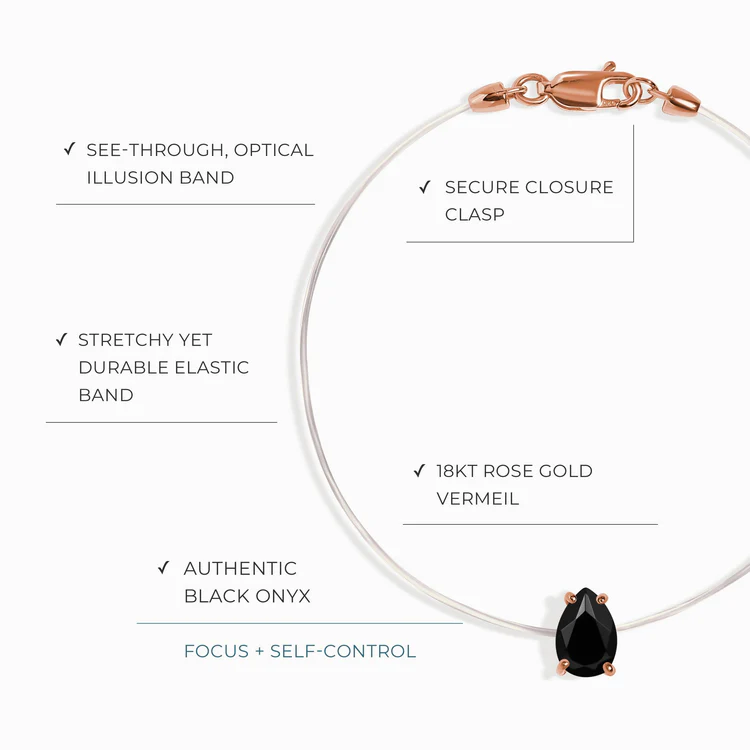 ✓ SEE-THROUGH, OPTICAL
ILLUSION BAND
✓ SECURE CLOSURE
CLASP
✓ STRETCHY YET
DURABLE ELASTIC
BAND
✓ 18KT ROSE GOLD
VERMEIL
✓ AUTHENTIC
BLACK ONYX
FOCUS + SELF-CONTROL